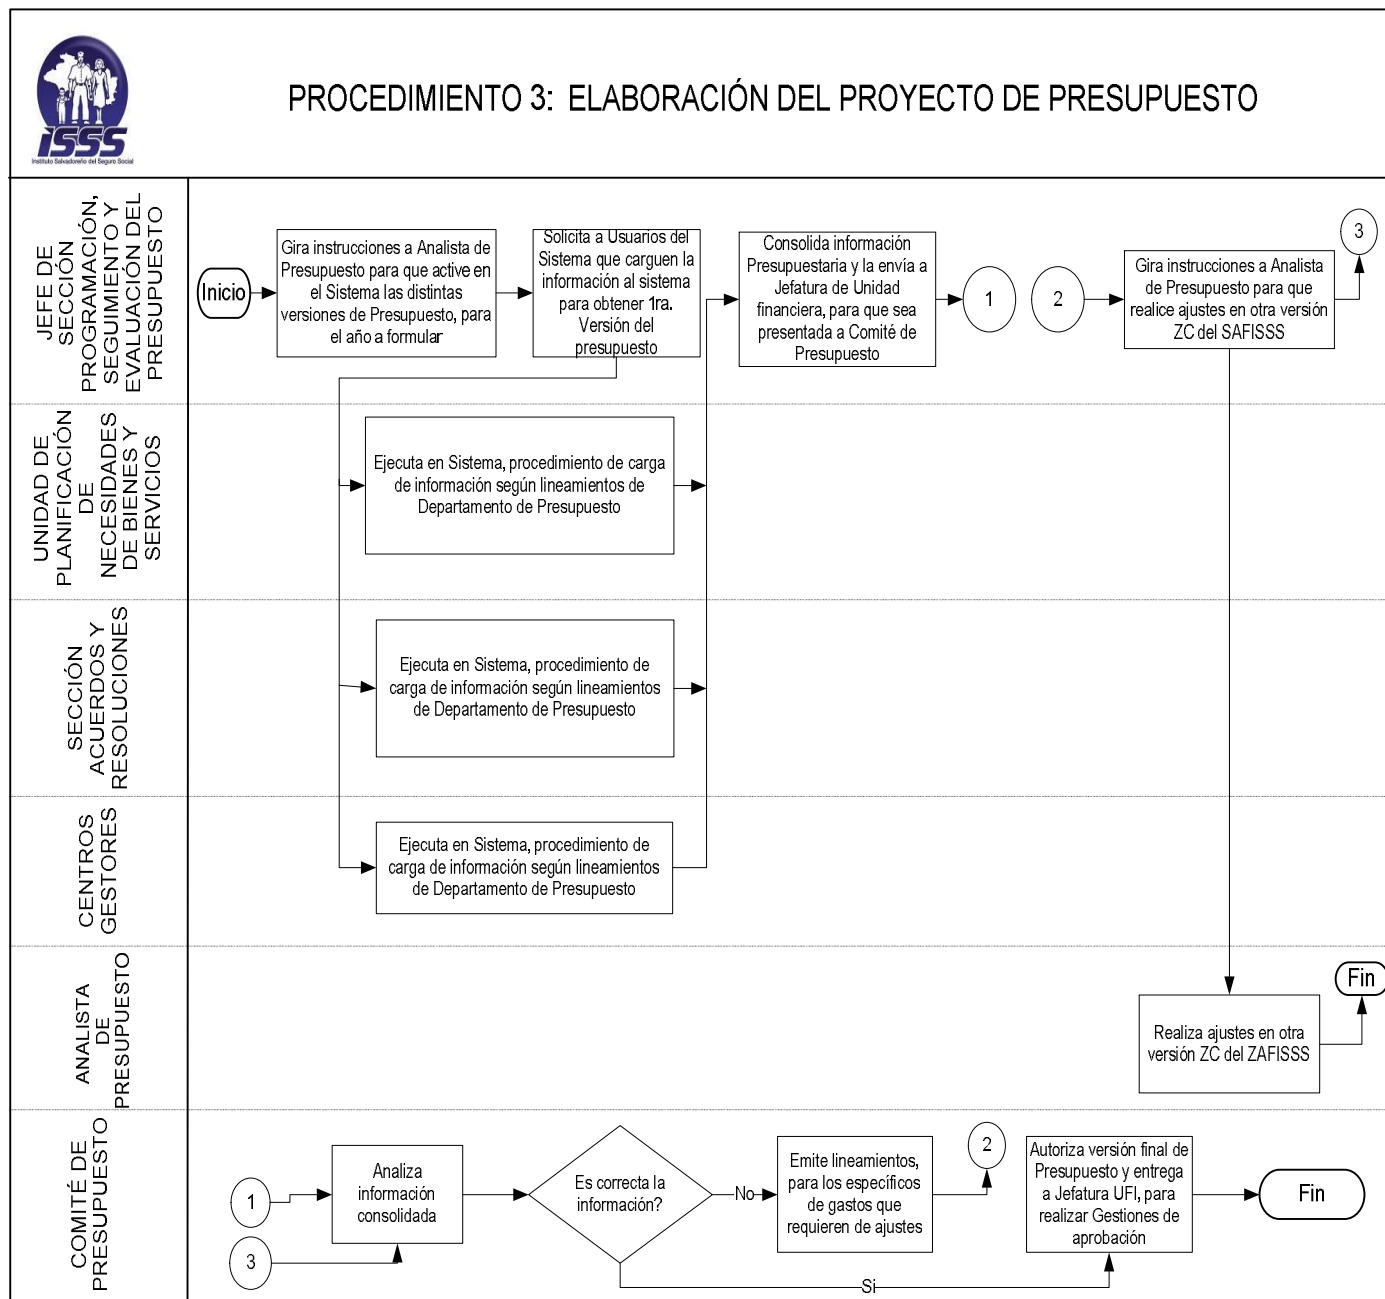 ISSS
Instituto Salvadoreño del Seguro Social
PROCEDIMIENTO 3: ELABORACIÓN DEL PROYECTO DE PRESUPUESTO
JEFE DE
SECCIÓN
PROGRAMACIÓN,
SEGUIMIENTO Y
EVALUACIÓN DEL
PRESUPUESTO
Inicio
Gira instrucciones a Analista de
Presupuesto para que active en
el Sistema las distintas
versiones de Presupuesto, para
el año a formular
Solicita a Usuarios del
Sistema que carguen la
información al sistema
para obtener 1ra.
Versión del
presupuesto
Consolida información
Presupuestaria y la envía a
Jefatura de Unidad
financiera, para que sea
presentada a Comité de
Presupuesto
1
2
Gira instrucciones a Analista
de Presupuesto para que
realice ajustes en otra versión
ZC del SAFISSS
3
UNIDAD DE
PLANIFICACIÓN
DE
NECESIDADES
DE BIENES Y
SERVICIOS
Ejecuta en Sistema, procedimiento de carga
de información según lineamientos de
Departamento de Presupuesto
SECCIÓN
ACUERDOS Y
RESOLUCIONES
Ejecuta en Sistema, procedimiento de
carga de información según lineamientos
de Departamento de Presupuesto
CENTROS
GESTORES
Ejecuta en Sistema, procedimiento de
carga de información según lineamientos
de Departamento de Presupuesto
ANALISTA
DE
PRESUPUESTO
Realiza ajustes en otra
versión ZC del ZAFISSS
Fin
COMITÉ DE
PRESUPUESTO
1
3
Analiza
información
consolidada
Es correcta la
información?
No
Emite lineamientos,
para los específicos
de gastos que
requieren de ajustes
2
Si
Autoriza versión final de
Presupuesto y entrega
a Jefatura UFI, para
realizar Gestiones de
aprobación
Fin